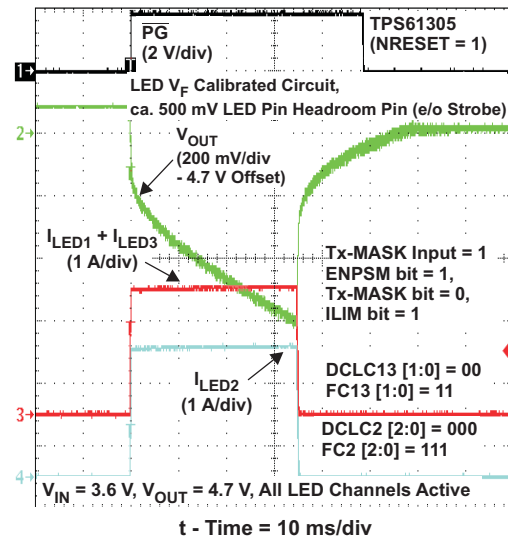 PG
(2 V/div)
TPS61305
(NRESET = 1)
1
T
LED VF Calibrated Circuit,
ca. 500 mV LED Pin Headroom Pin (e/o Strobe)
2
VOUT
(200 mV/div
- 4.7 V Offset)
ILED1 + ILED3
(1 A/div)
Tx-MASK Input = 1
ENPSM bit = 1,
Tx-MASK bit = 0,
ILIM bit = 1
ILED2
(1 A/div)
DCLC13 [1:0] = 00
FC13 [1:0] = 11
3
DCLC2 [2:0] = 000
FC2 [2:0] = 111
4
VIN = 3.6 V, VOUT = 4.7 V, All LED Channels Active
t - Time = 10 ms/div